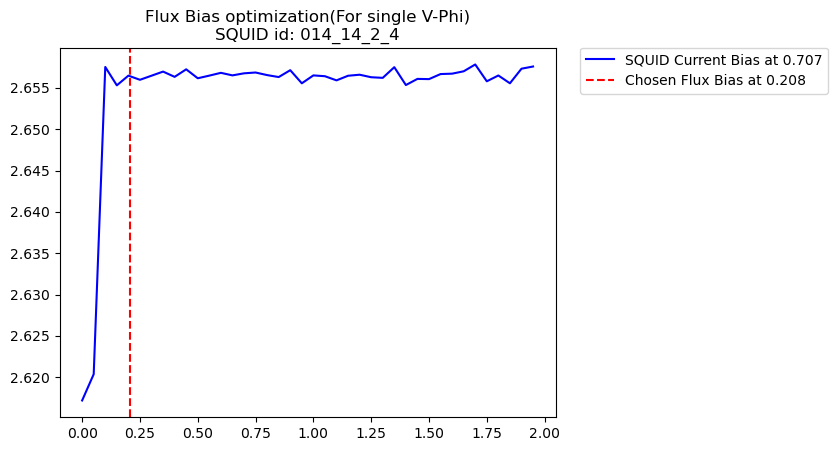 Flux Bias optimization(For single V-Phi)
SQUID id: 014_14_2_4
SQUID Current Bias at 0.707
Chosen Flux Bias at 0.208
2.655
2.650
2.645
2.640
2.635
2.630
2.625
2.620
0.00 0.25 0.50 0.75 1.00 1.25 1.50 1.75 2.00